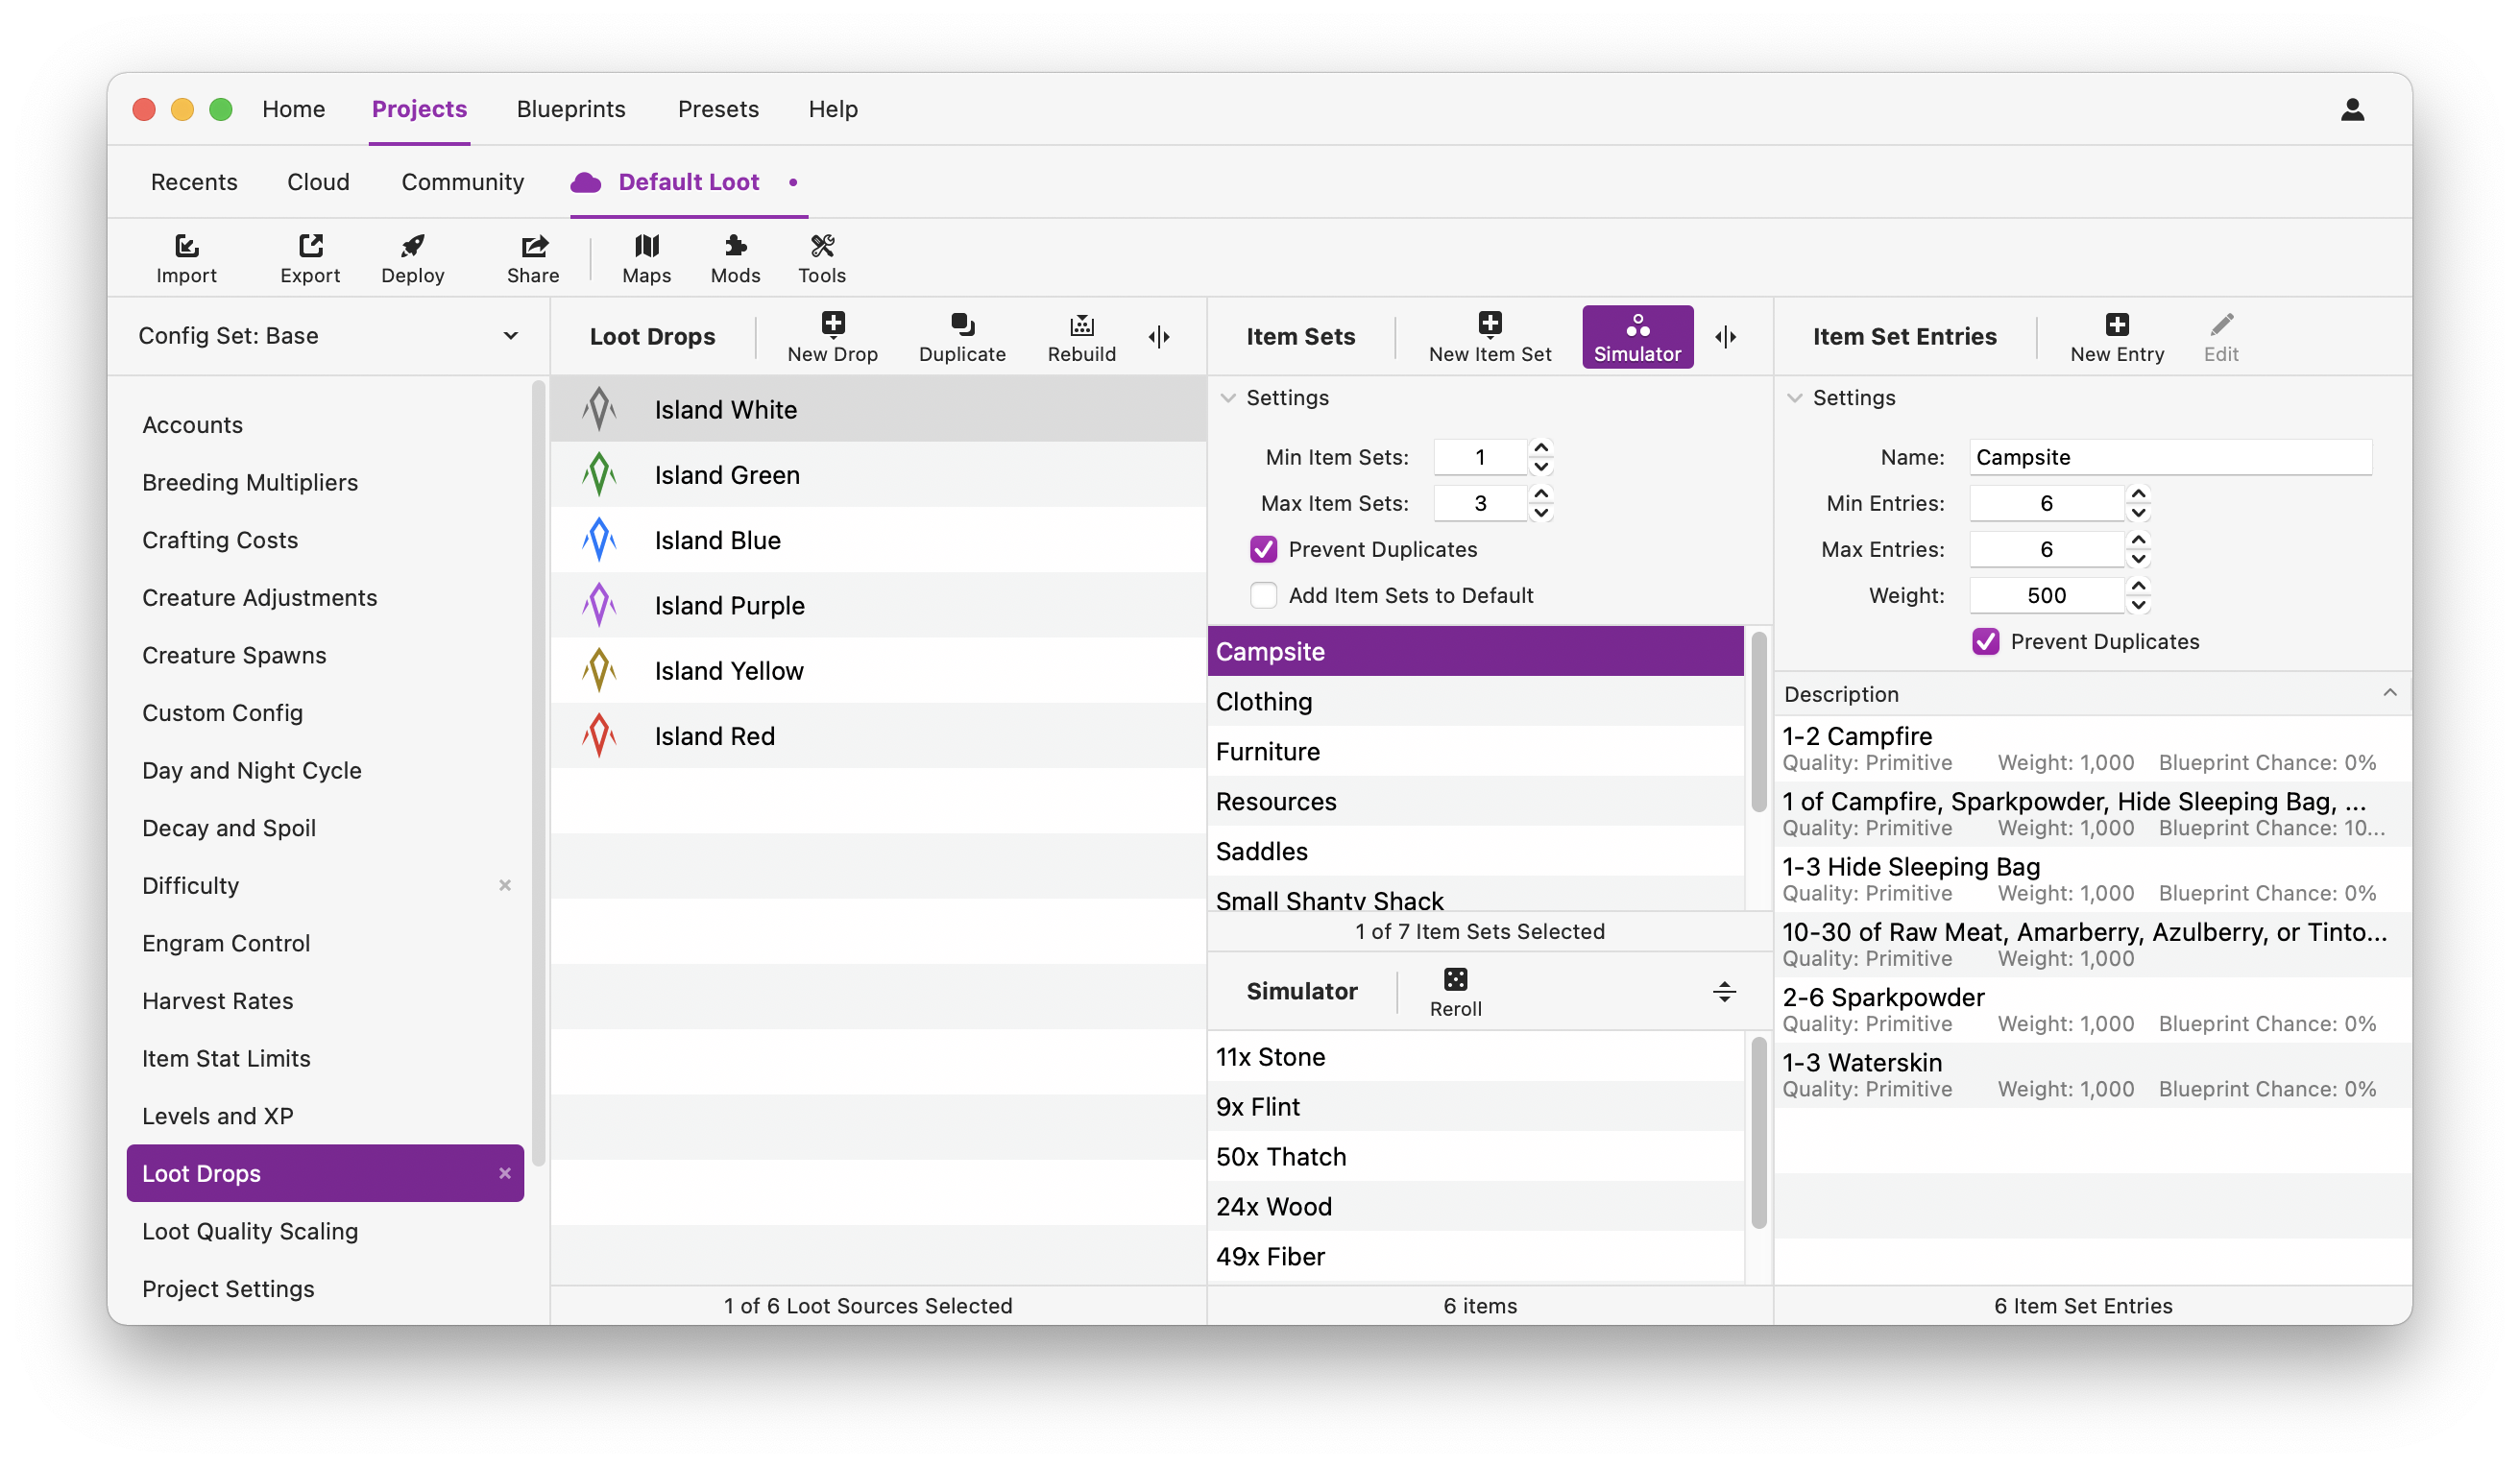 Home Projects Blueprints Presets Help
Recents Cloud Community Default Loot •
Import Export Deploy Share Maps Mods Tools
Config Set: Base
Accounts
Breeding Multipliers
Crafting Costs
Creature Adjustments
Creature Spawns
Custom Config
Day and Night Cycle
Decay and Spoil
Difficulty
Engram Control
Harvest Rates
Item Stat Limits
Levels and XP
Loot Drops
Loot Quality Scaling
Project Settings
Loot Drops New Drop Duplicate Rebuild
Island White
Island Green
Island Blue
Island Purple
Island Yellow
Island Red
1 of 6 Loot Sources Selected
Item Sets New Item Set Simulator
Settings
Min Item Sets: 1
Max Item Sets: 3
Prevent Duplicates
Add Item Sets to Default
Campsite
Clothing
Furniture
Resources
Saddles
Small Shanty Shack
1 of 7 Item Sets Selected
Simulator Reroll
11x Stone
9x Flint
50x Thatch
24x Wood
49x Fiber
6 items
Item Set Entries New Entry Edit
Settings
Name: Campsite
Min Entries: 6
Max Entries: 6
Weight: 500
Prevent Duplicates
Description
1-2 Campfire
Quality: Primitive Weight: 1,000 Blueprint Chance: 0%
1 of Campfire, Sparkpowder, Hide Sleeping Bag, ...
Quality: Primitive Weight: 1,000 Blueprint Chance: 10...
1-3 Hide Sleeping Bag
Quality: Primitive Weight: 1,000 Blueprint Chance: 0%
10-30 of Raw Meat, Amarberry, Azulberry, or Tinto...
Quality: Primitive Weight: 1,000
2-6 Sparkpowder
Quality: Primitive Weight: 1,000 Blueprint Chance: 0%
1-3 Waterskin
Quality: Primitive Weight: 1,000 Blueprint Chance: 0%
6 Item Set Entries